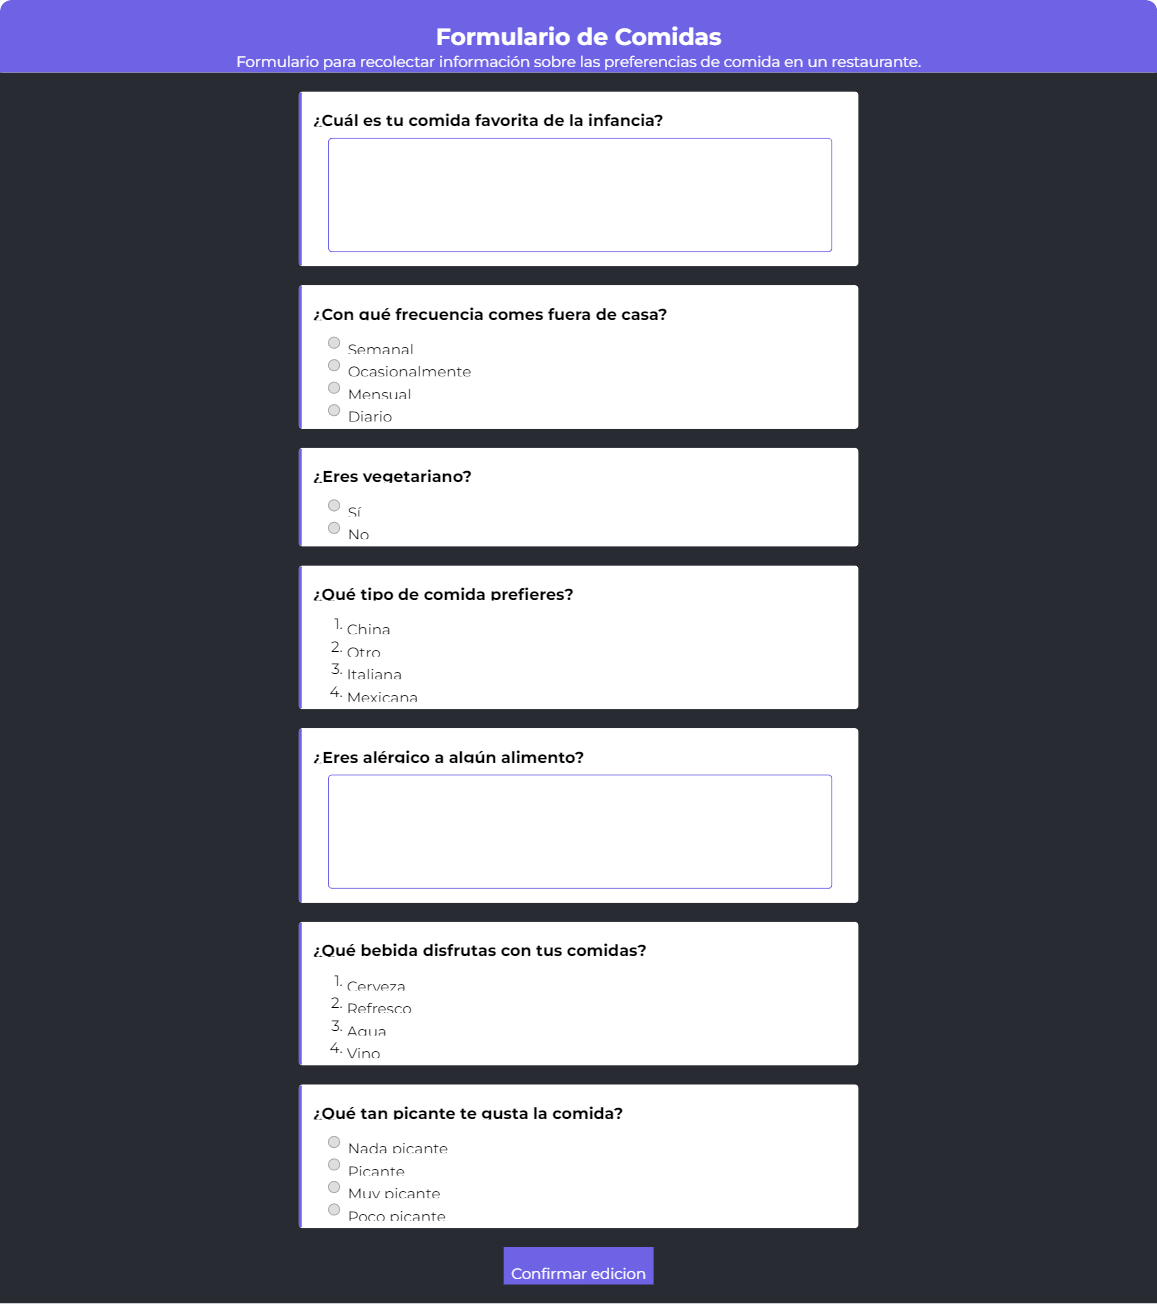 Formulario de Comidas
Formulario para recolectar información sobre las preferencias de comida en un restaurante.
¿Cuál es tu comida favorita de la infancia?
¿Con qué frecuencia comes fuera de casa?
Semanal
Ocasionalmente
Mensual
Diario
¿Eres vegetariano?
Sí
No
¿Qué tipo de comida prefieres?
1. China
2. Otro
3. Italiana
4. Mexicana
¿Eres alérgico a algún alimento?
¿Qué bebida disfrutas con tus comidas?
1. Cerveza
2. Refresco
3. Agua
4. Vino
¿Qué tan picante te gusta la comida?
Nada picante
Picante
Muy picante
Poco picante
Confirmar edicion